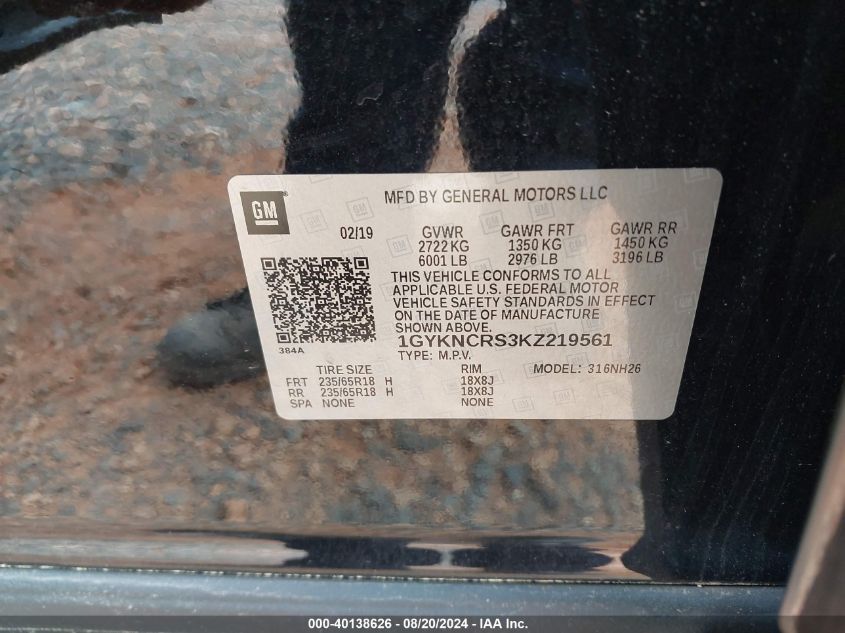 MFD BY GENERAL MOTORS LLC
GM
02/19 GVWR GAWR FRT GAWR RR
2722 KG 1350 KG 1450 KG
6001 LB 2976 LB 3196 LB
THIS VEHICLE CONFORMS TO ALL
APPLICABLE U.S. FEDERAL MOTOR
VEHICLE SAFETY STANDARDS IN EFFECT
ON THE DATE OF MANUFACTURE
SHOWN ABOVE.
384A
1GYKNCRS3KZ219561
TYPE: M.P.V.
TIRE SIZE RIM MODEL: 316NH26
FRT 235/65R18 H 18X8J
RR 235/65R18 H 18X8J
SPA NONE NONE
000-40138626 - 08/20/2024 - IAA Inc.